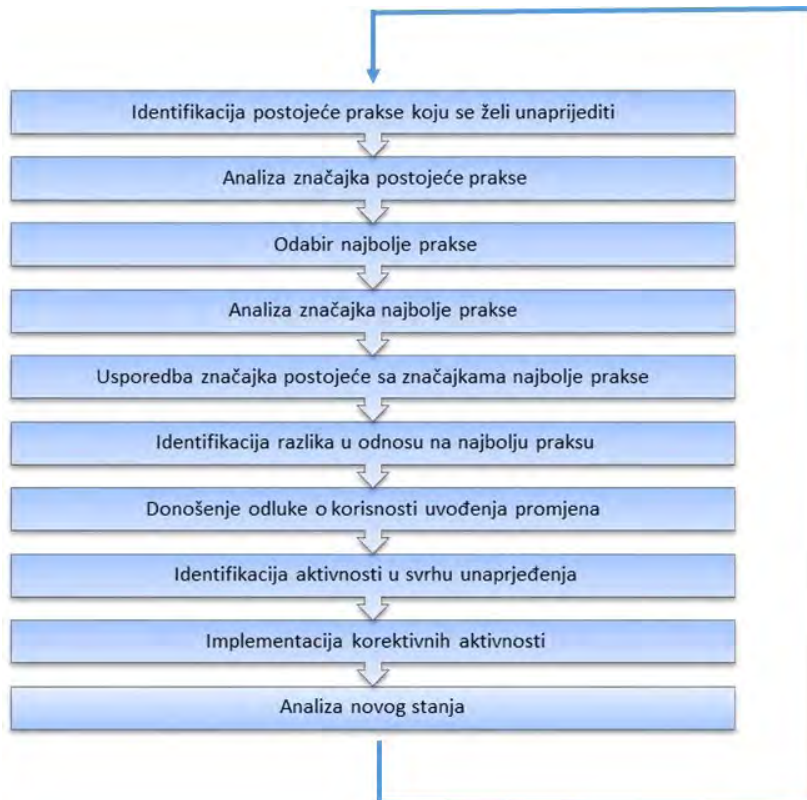 Identifikacija postojeće prakse koju se želi unaprijediti
Analiza značajka postojeće prakse
Odabir najbolje prakse
Analiza značajka najbolje prakse
Usporedba značajka postojeće sa značajkama najbolje prakse
Identifikacija razlika u odnosu na najbolju praksu
Donošenje odluke o korisnosti uvođenja promjena
Identifikacija aktivnosti u svrhu unaprjeđenja
Implementacija korektivnih aktivnosti
Analiza novog stanja